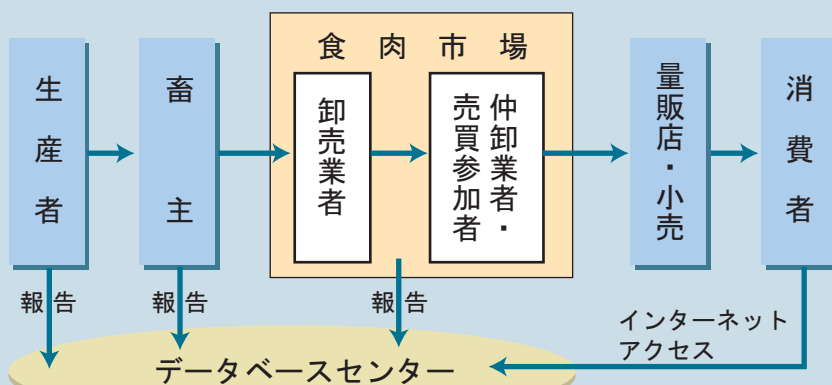 食肉市場
生産者
畜主
卸売業者
仲卸業者・
売買参加者
量販店・小売
消費者
報告
報告
報告
インターネット
アクセス
データベースセンター